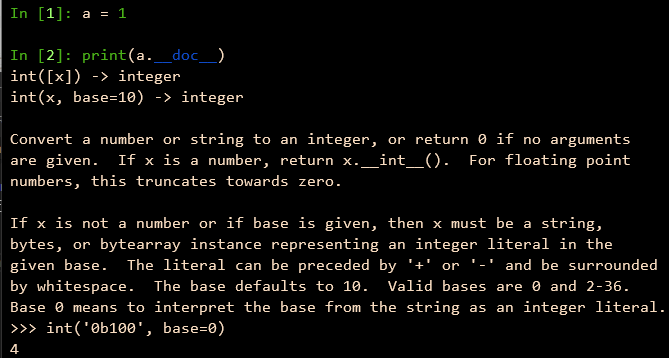 In [1]: a = 1
In [2]: print(a.__doc__)
int([x]) -> integer
int(x, base=10) -> integer
Convert a number or string to an integer, or return 0 if no arguments
are given.  If x is a number, return x.__int__().  For floating point
numbers, this truncates towards zero.
If x is not a number or if base is given, then x must be a string,
bytes, or bytearray instance representing an integer literal in the
given base.  The literal can be preceded by '+' or '-' and be surrounded
by whitespace.  The base defaults to 10.  Valid bases are 0 and 2-36.
Base 0 means to interpret the base from the string as an integer literal.
>>> int('0b100', base=0)
4